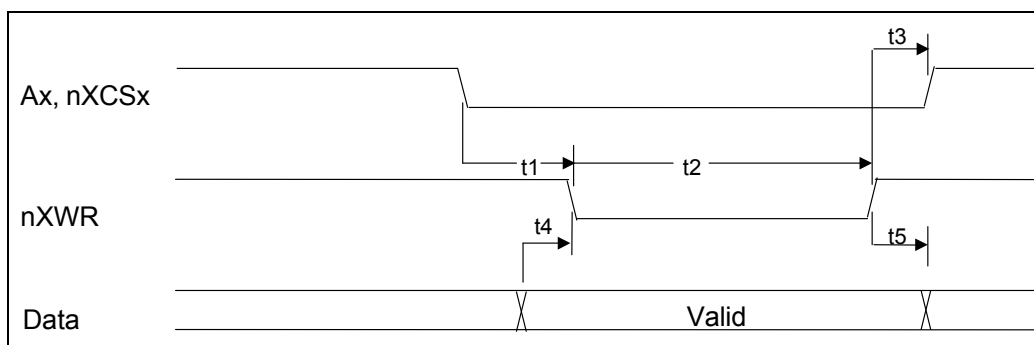 t3
Ax, nXCSx
t1
t2
nXWR
t4
t5
Data
Valid